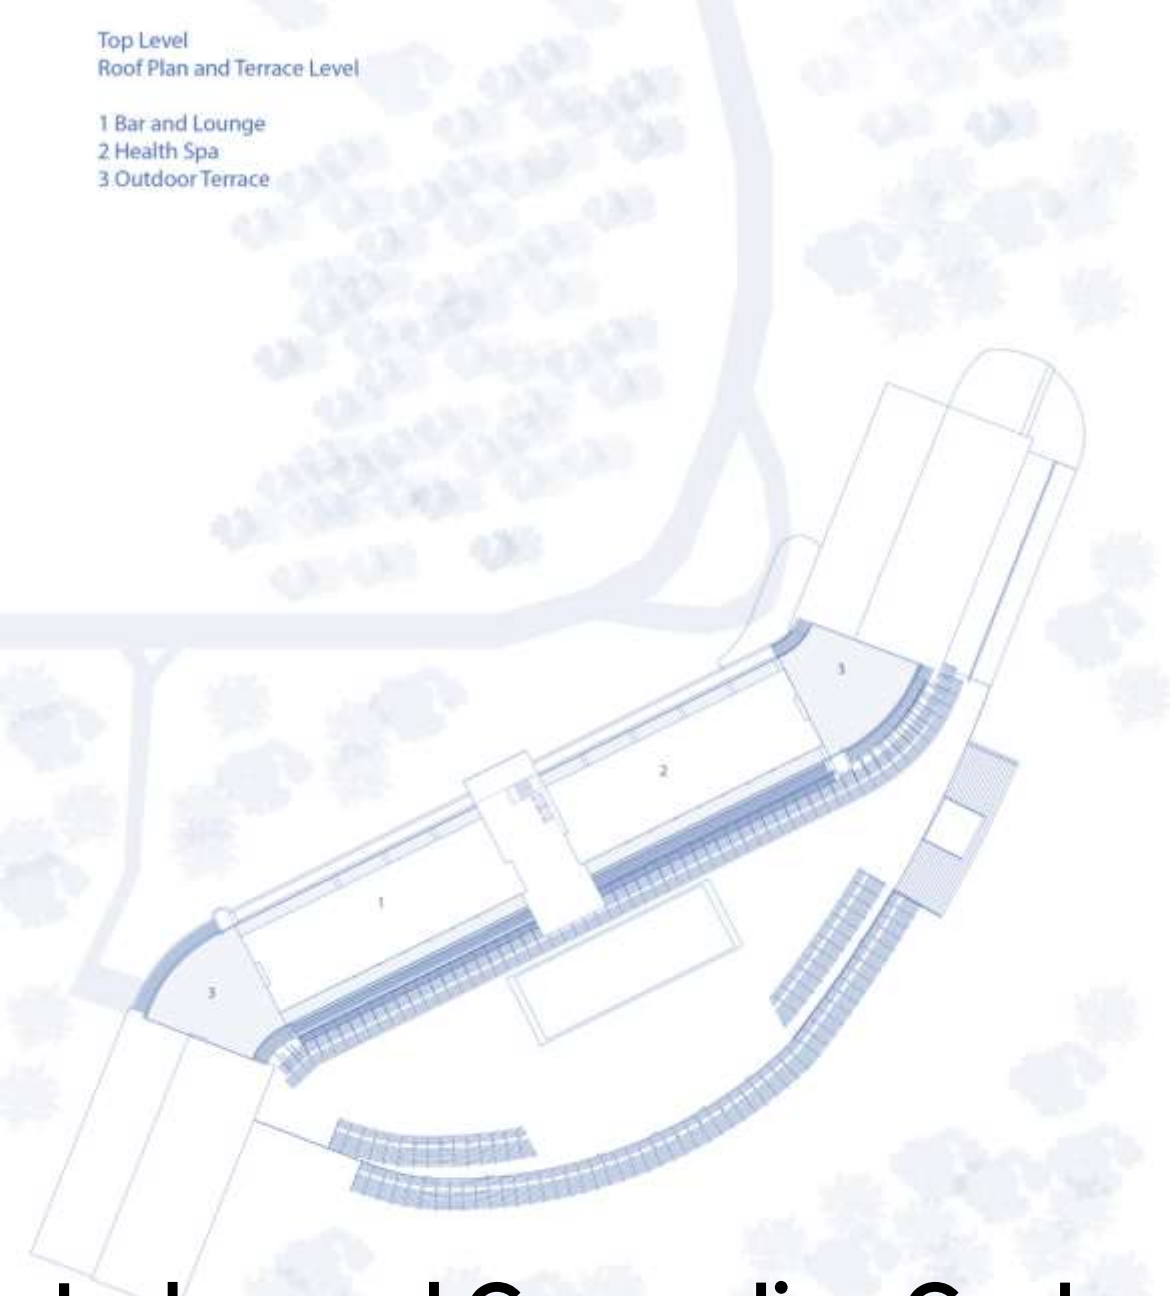 Top Level
Roof Plan and Terrace Level
1 Bar and Lounge
2 Health Spa
3 Outdoor Terrace
3
2
1
3